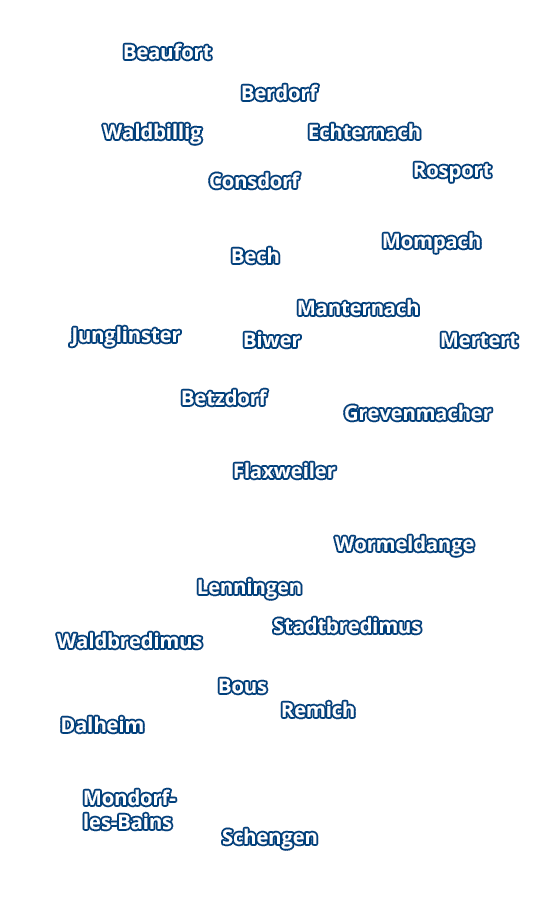 Beaufort
Berdorf
Waldbillig
Echternach
Rosport
Consdorf
Mompach
Bech
Manternach
Junglinster
Biwer
Mertert
Betzdorf
Grevenmacher
Flaxweiler
Wormeldange
Lenningen
Stadtbredimus
Waldbredimus
Bous
Remich
Dalheim
Mondorf-
les-Bains
Schengen